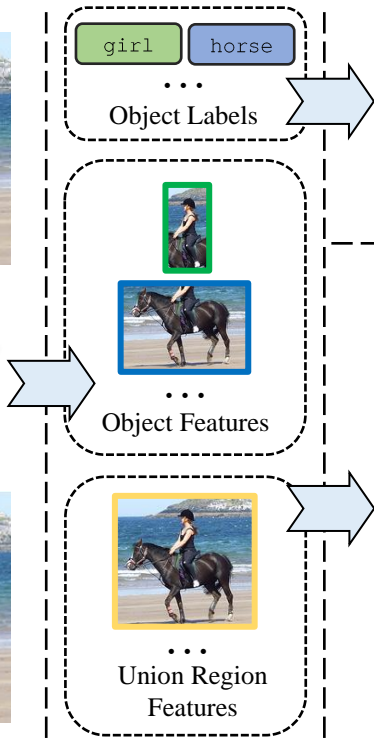 girl horse
...
Object Labels
...
Object Features
...
Union Region
Features